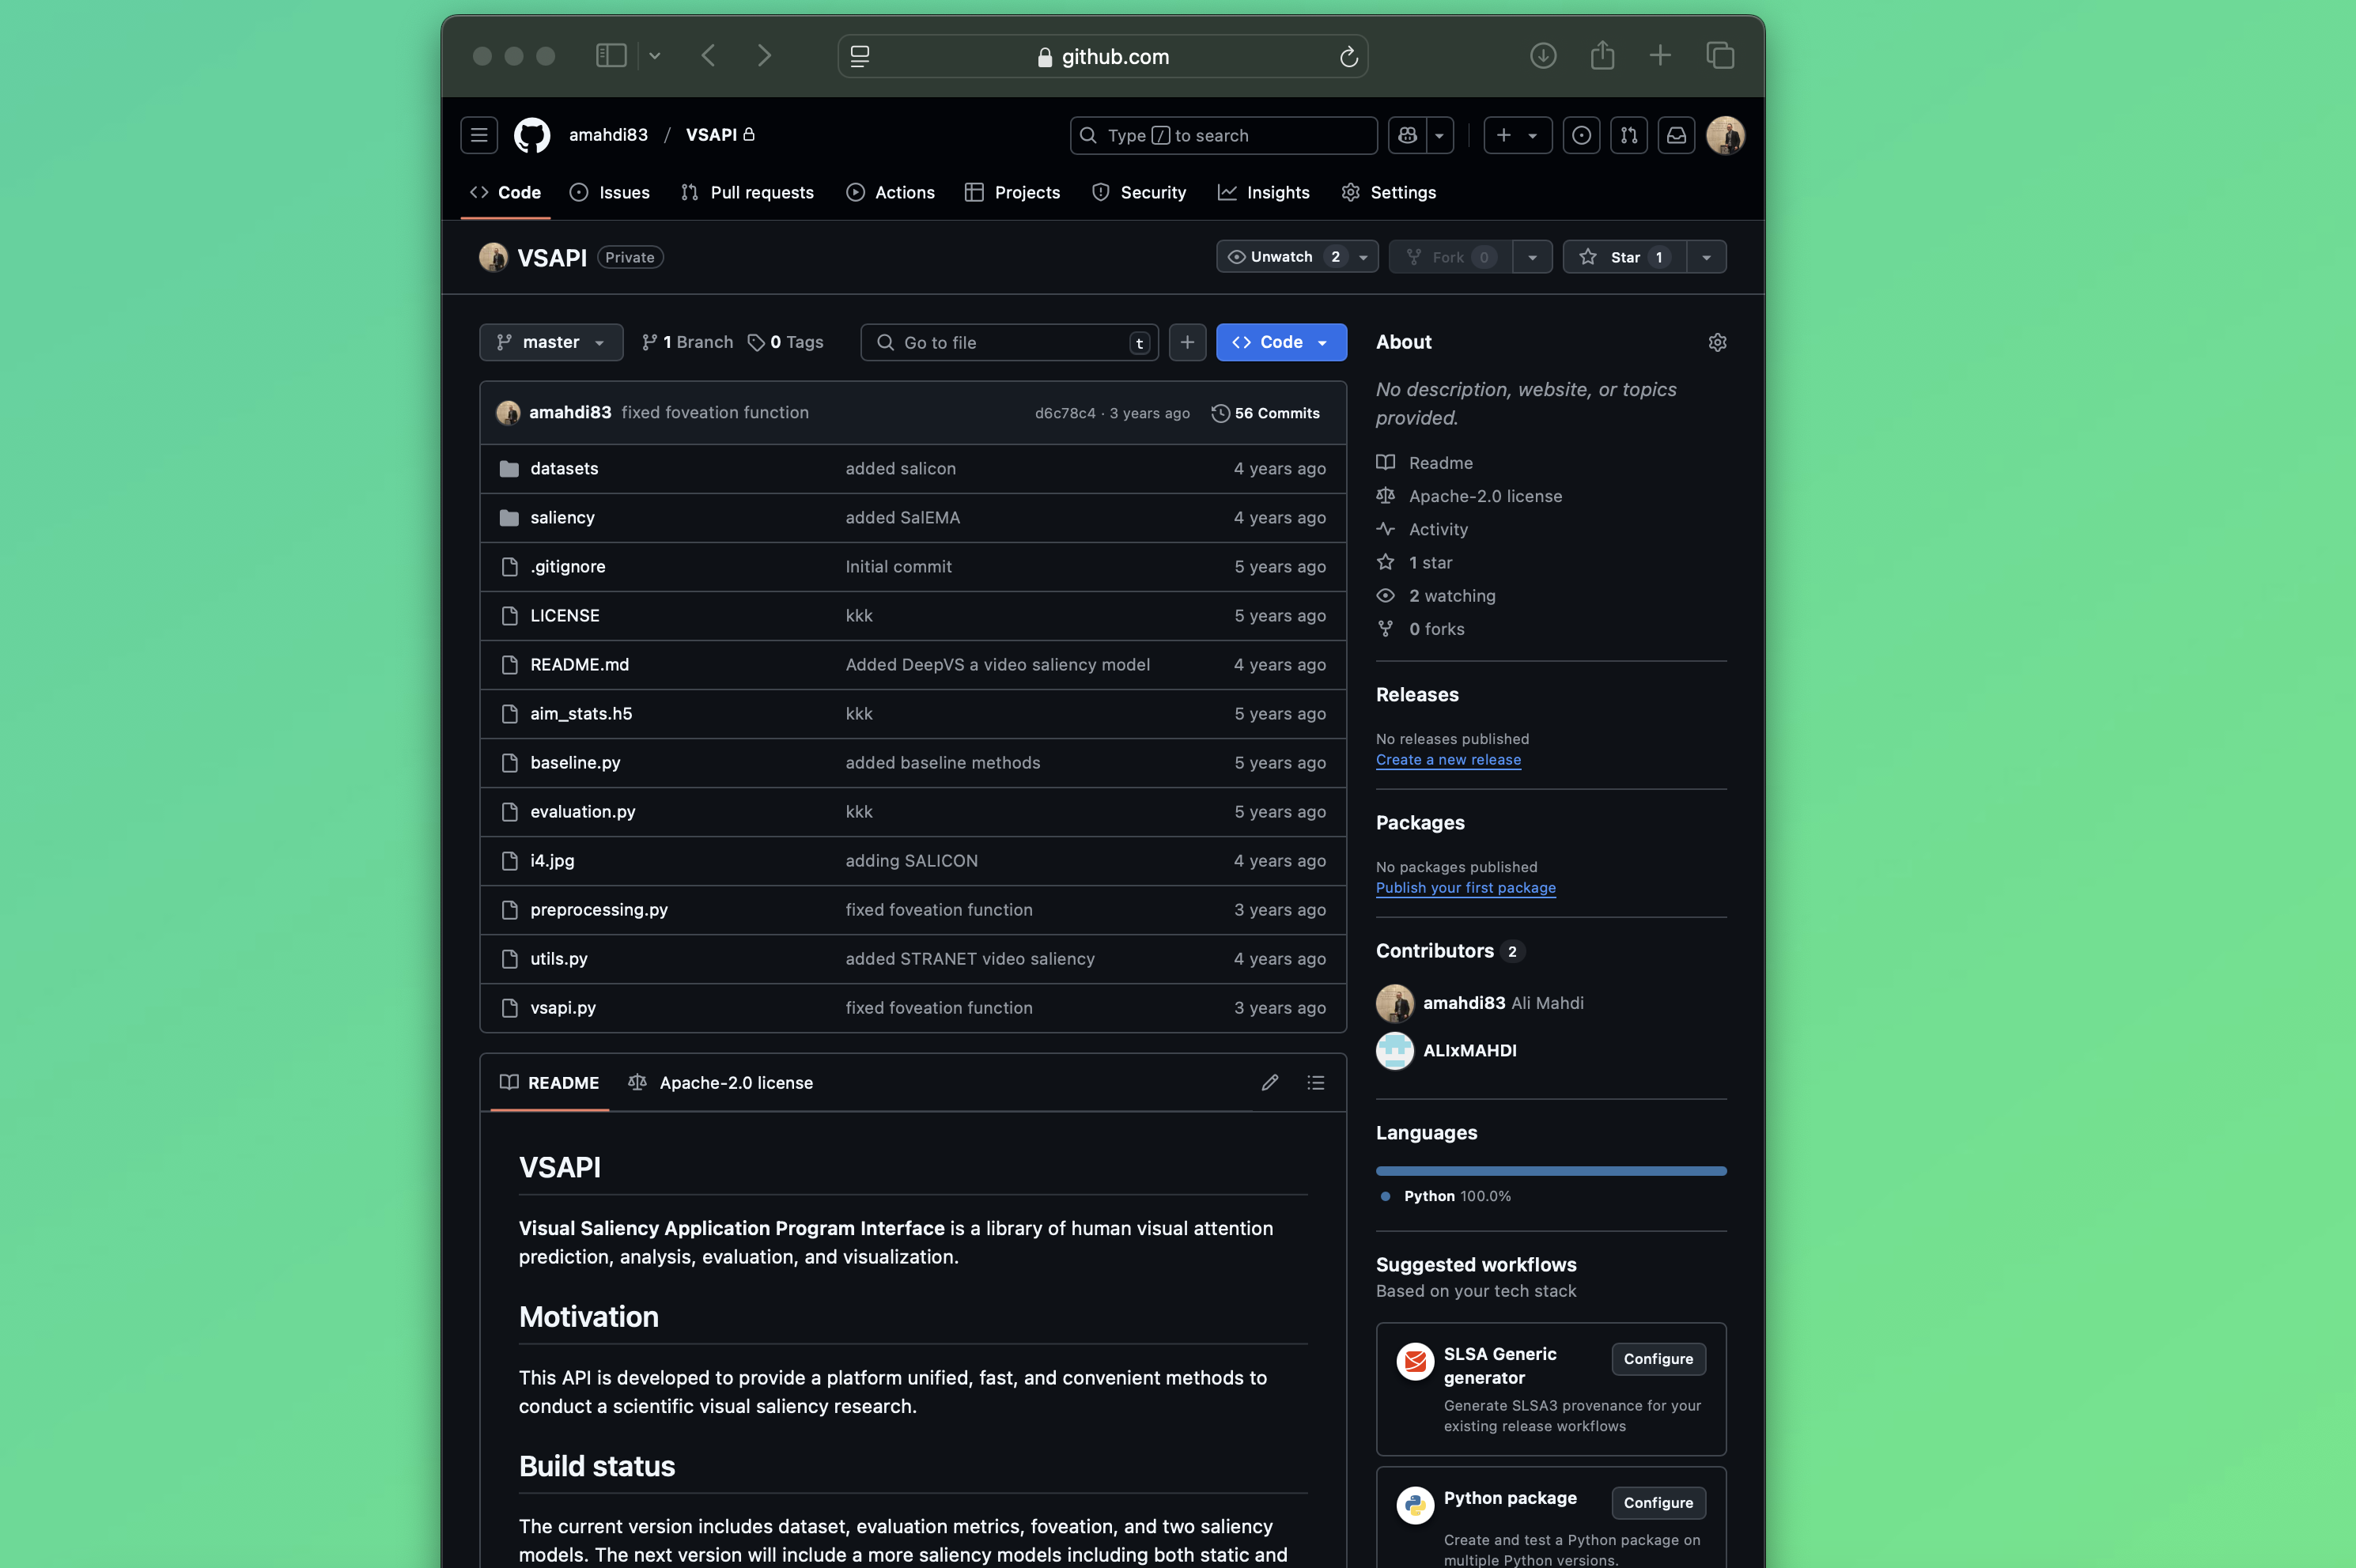 github.com
amahdi83 / VSAPI
Type / to search
Code Issues Pull requests Actions Projects Security Insights Settings
VSAPI Private
Unwatch 2 Fork 0 Star 1
master 1 Branch 0 Tags Go to file t + Code
amahdi83 fixed foveation function d6c78c4 · 3 years ago 56 Commits
datasets added salicon 4 years ago
saliency added SalEMA 4 years ago
.gitignore Initial commit 5 years ago
LICENSE kkk 5 years ago
README.md Added DeepVS a video saliency model 4 years ago
aim_stats.h5 kkk 5 years ago
baseline.py added baseline methods 5 years ago
evaluation.py kkk 5 years ago
i4.jpg adding SALICON 4 years ago
preprocessing.py fixed foveation function 3 years ago
utils.py added STRANET video saliency 4 years ago
vsapi.py fixed foveation function 3 years ago
README Apache-2.0 license
VSAPI
Visual Saliency Application Program Interface is a library of human visual attention
prediction, analysis, evaluation, and visualization.
Motivation
This API is developed to provide a platform unified, fast, and convenient methods to
conduct a scientific visual saliency research.
Build status
The current version includes dataset, evaluation metrics, foveation, and two saliency
models. The next version will include a more saliency models including both static and
About
No description, website, or topics
provided.
Readme
Apache-2.0 license
Activity
1 star
2 watching
0 forks
Releases
No releases published
Create a new release
Packages
No packages published
Publish your first package
Contributors 2
amahdi83 Ali Mahdi
ALIxMAHDI
Languages
Python 100.0%
Suggested workflows
Based on your tech stack
SLSA Generic
generator
Configure
Generate SLSA3 provenance for your
existing release workflows
Python package
Configure
Create and test a Python package on
multiple Python versions.